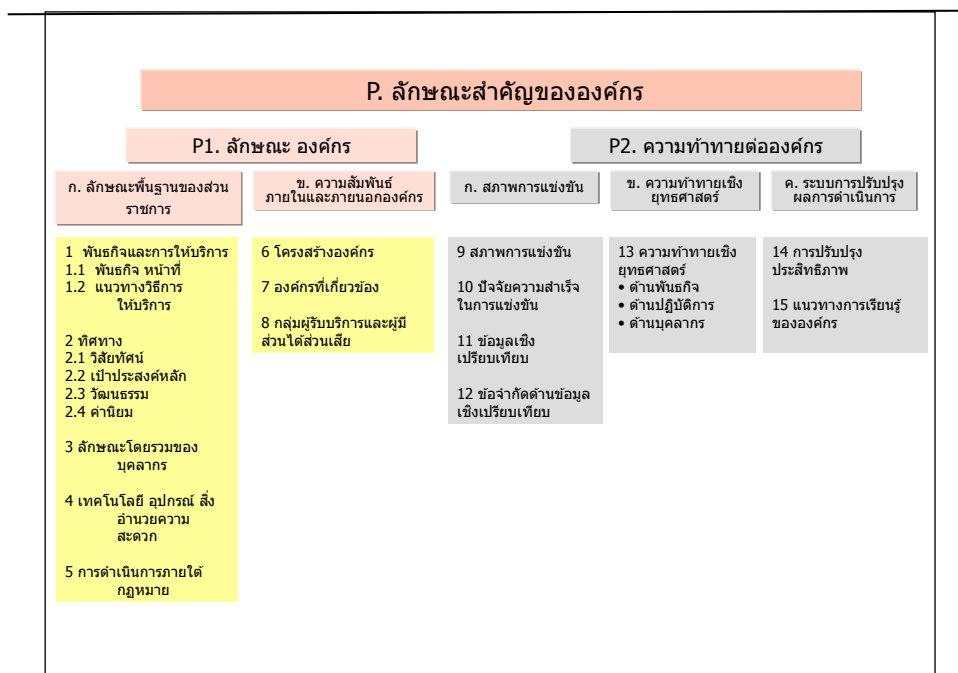 P. ลักษณะสำคัญขององค์กร
P1. ลักษณะ องค์กร
P2. ความท้าทายต่อองค์กร
ก. ลักษณะพื้นฐานของส่วน
ราชการ
ข. ความสัมพันธ์
ภายในและภายนอกองค์กร
ก. สภาพการแข่งขัน
ข. ความท้าทายเชิง
ยุทธศาสตร์
ค. ระบบการปรับปรุง
ผลการดำเนินการ
1 พันธกิจและการให้บริการ
1.1 พันธกิจ หน้าที่
1.2 แนวทางวิธีการ
ให้บริการ
2 ทิศทาง
2.1 วิสัยทัศน์
2.2 เป้าประสงค์หลัก
2.3 วัฒนธรรม
2.4 ค่านิยม
3 ลักษณะโดยรวมของ
บุคลากร
4 เทคโนโลยี อุปกรณ์ สิ่ง
อำนวยความ
สะดวก
5 การดำเนินการภายใต้
กฎหมาย
6 โครงสร้างองค์กร
7 องค์กรที่เกี่ยวข้อง
8 กลุ่มผู้รับบริการและผู้มี
ส่วนได้ส่วนเสีย
9 สภาพการแข่งขัน
10 ปัจจัยความสำเร็จ
ในการแข่งขัน
11 ข้อมูลเชิง
เปรียบเทียบ
12 ข้อจำกัดด้านข้อมูล
เชิงเปรียบเทียบ
13 ความท้าทายเชิง
ยุทธศาสตร์
• ด้านพันธกิจ
• ด้านปฏิบัติการ
• ด้านบุคลากร
14 การปรับปรุง
ประสิทธิภาพ
15 แนวทางการเรียนรู้
ขององค์กร